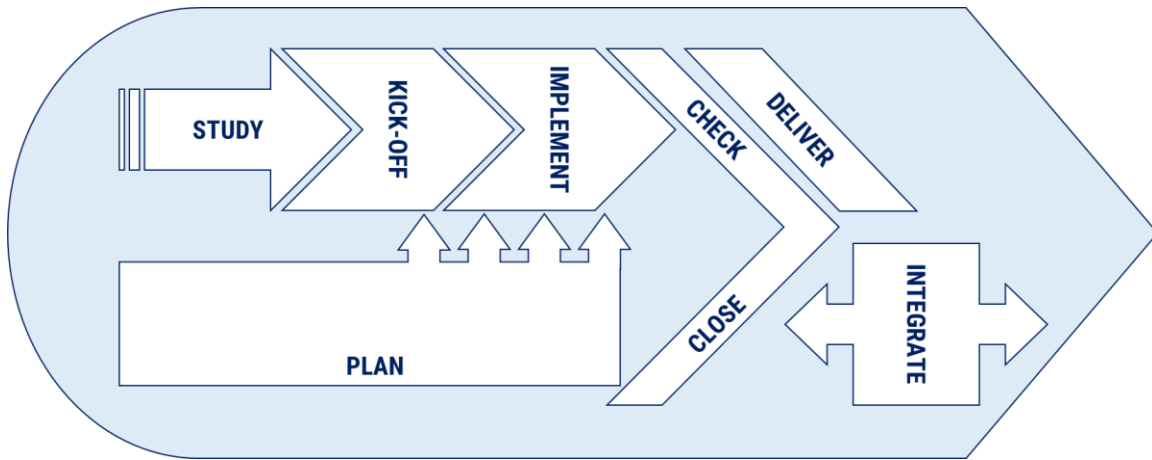 STUDY
KICK-OFF
IMPLEMENT
CHECK
DELIVER
PLAN
CLOSE
INTEGRATE